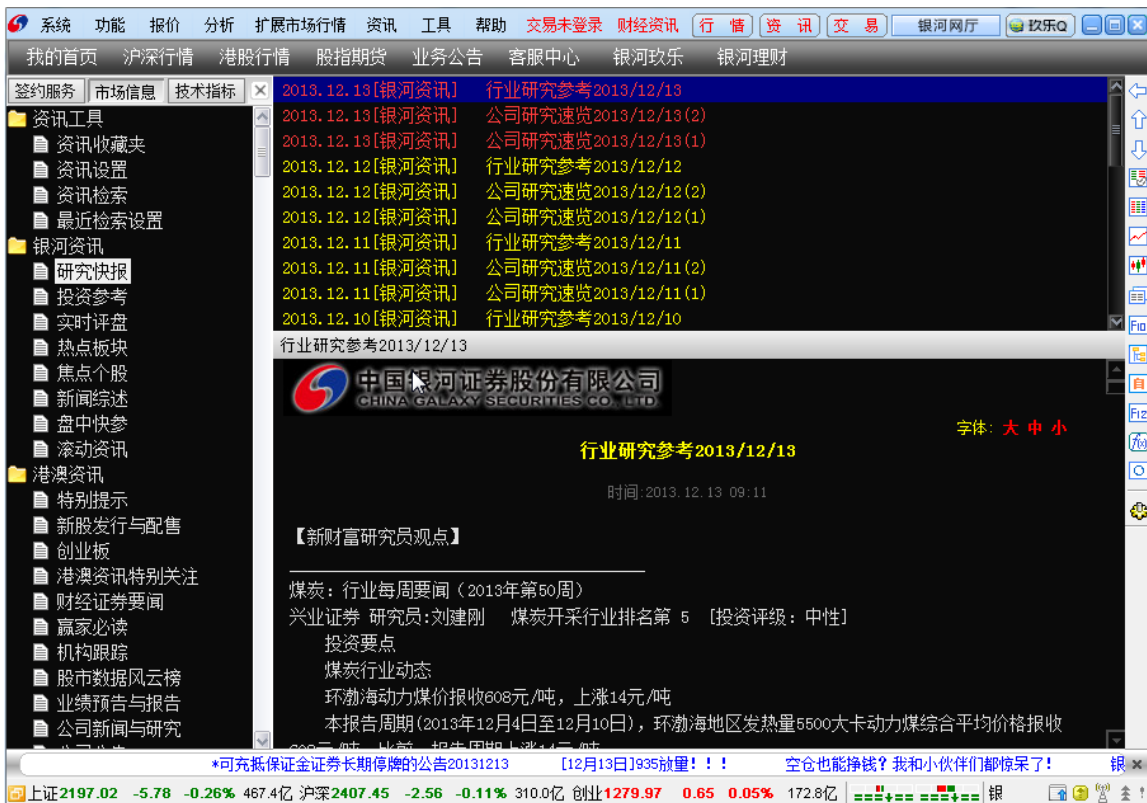 系统 功能 报价 分析 扩展市场行情 资讯 工具 帮助 交易未登录 财经资讯 行情 资讯 交易 银河网厅 玖乐Q
我的首页 沪深行情 港股行情 股指期货 业务公告 客服中心 银河玖乐 银河理财
签约服务 市场信息 技术指标
资讯工具
资讯收藏夹
资讯设置
资讯检索
最近检索设置
银河资讯
研究快报
投资参考
实时评盘
热点板块
焦点个股
新闻综述
盘中快参
滚动资讯
港澳资讯
特别提示
新股发行与配售
创业板
港澳资讯特别关注
财经证券要闻
赢家必读
机构跟踪
股市数据风云榜
业绩预告与报告
公司新闻与研究
2013.12.13[银河资讯] 行业研究参考2013/12/13
2013.12.13[银河资讯] 公司研究速览2013/12/13(2)
2013.12.13[银河资讯] 公司研究速览2013/12/13(1)
2013.12.12[银河资讯] 行业研究参考2013/12/12
2013.12.12[银河资讯] 公司研究速览2013/12/12(2)
2013.12.12[银河资讯] 公司研究速览2013/12/12(1)
2013.12.11[银河资讯] 行业研究参考2013/12/11
2013.12.11[银河资讯] 公司研究速览2013/12/11(2)
2013.12.11[银河资讯] 公司研究速览2013/12/11(1)
2013.12.10[银河资讯] 行业研究参考2013/12/10
行业研究参考2013/12/13
中国银河证券股份有限公司
CHINA GALAXY SECURITIES CO., LTD.
字体: 大 中 小
行业研究参考2013/12/13
时间:2013.12.13 09:11
【新财富研究员观点】
煤炭: 行业每周要闻（2013年第50周）
兴业证券 研究员:刘建刚 煤炭开采行业排名第 5 [投资评级: 中性]
投资要点
煤炭行业动态
环渤海动力煤价报收608元/吨, 上涨14元/吨
本报告周期(2013年12月4日至12月10日), 环渤海地区发热量5500大卡动力煤综合平均价格报收
*可充抵保证金证券长期停牌的公告20131213 [12月13日]935放量!!! 空仓也能挣钱? 我和小伙伴们都惊呆了! 银
上证2197.02 -5.78 -0.26% 467.4亿 沪深2407.45 -2.56 -0.11% 310.0亿 创业1279.97 0.65 0.05% 172.8亿 银